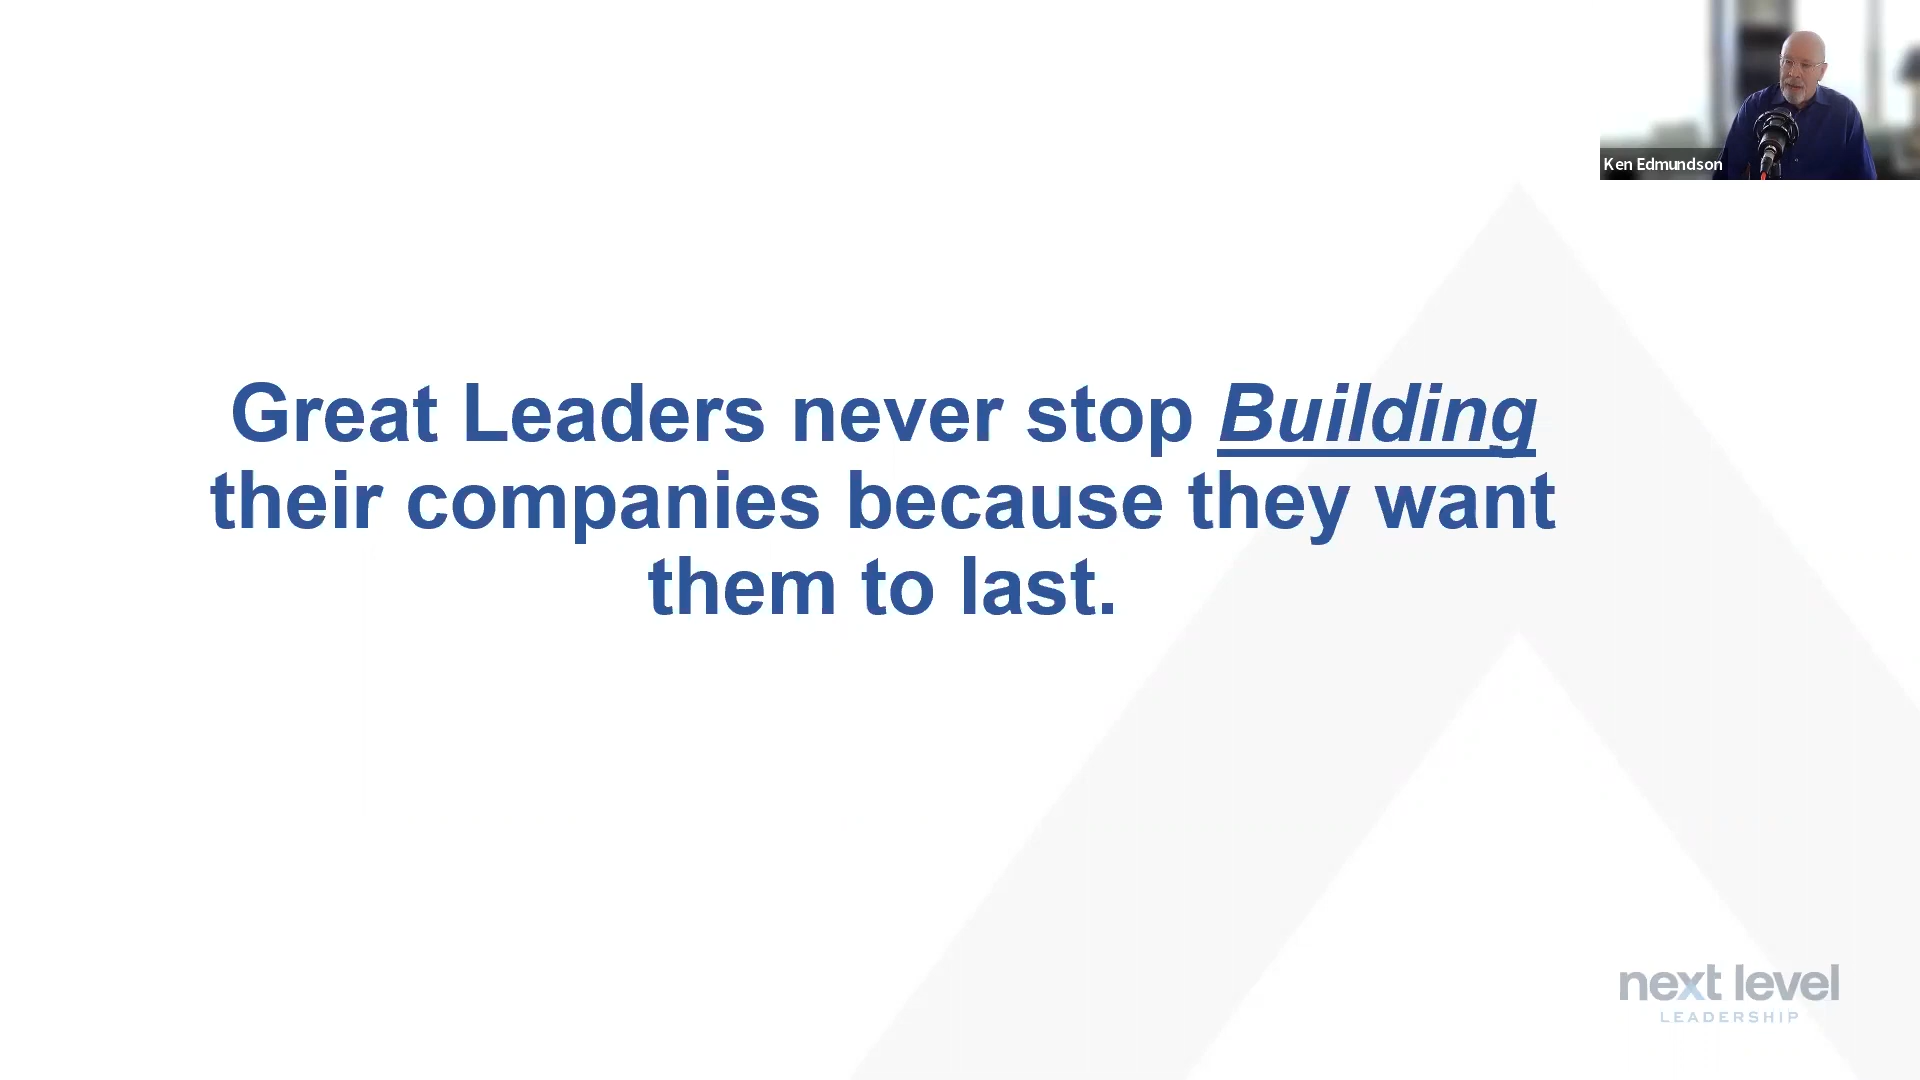 Ken Edmundson
Great Leaders never stop Building
their companies because they want
them to last.
next level
LEADERSHIP